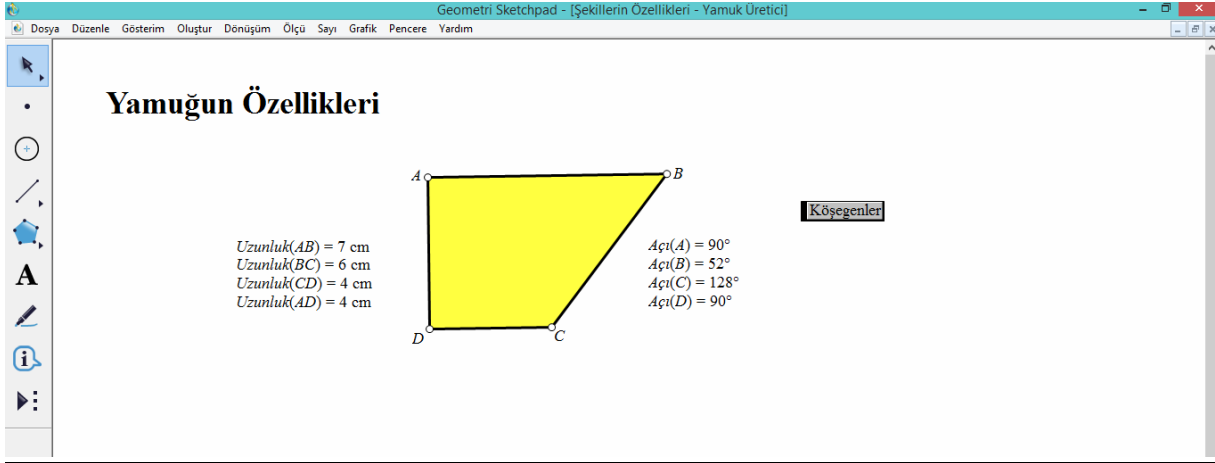 Geometri Sketchpad - [Şekillerin Özellikleri - Yamuk Üretici]
Dosya Düzenle Gösterim Oluştur Dönüşüm Ölçü Sayı Grafik Pencere Yardım
Yamuğun Özellikleri
A
B
Köşegenler
Uzunluk(AB) = 7 cm
Uzunluk(BC) = 6 cm
Uzunluk(CD) = 4 cm
Uzunluk(AD) = 4 cm
Açı(A) = 90°
Açı(B) = 52°
Açı(C) = 128°
Açı(D) = 90°
D
C
A